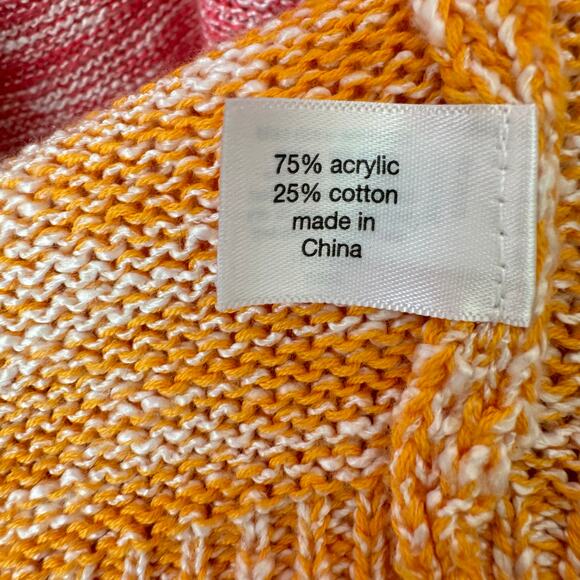 75% acrylic
25% cotton
made in
China